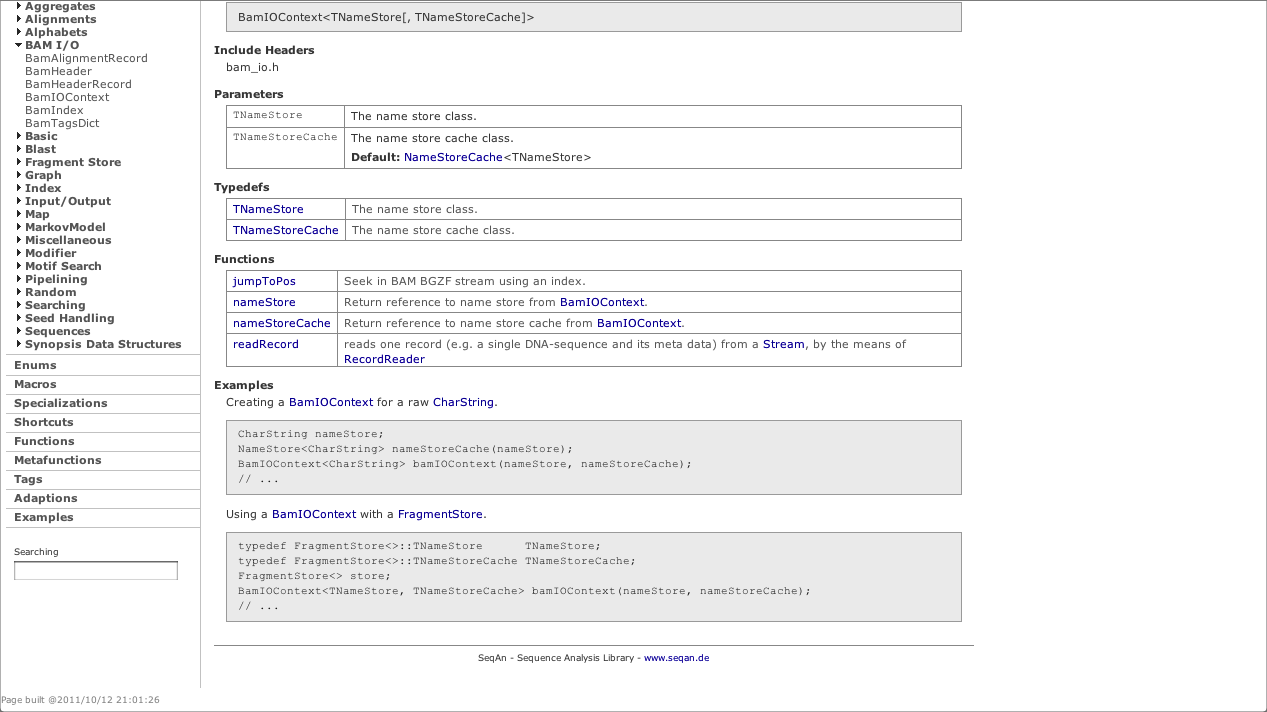 Aggregates
Alignments
Alphabets
BAM I/O
BamAlignmentRecord
BamHeader
BamHeaderRecord
BamIOContext
BamIndex
BamTagsDict
Basic
Blast
Fragment Store
Graph
Index
Input/Output
Map
MarkovModel
Miscellaneous
Modifier
Motif Search
Pipelining
Random
Searching
Seed Handling
Sequences
Synopsis Data Structures
Enums
Macros
Specializations
Shortcuts
Functions
Metafunctions
Tags
Adaptions
Examples
Searching
BamIOContext<TNameStore[, TNameStoreCache]>
Include Headers
bam_io.h
Parameters
TNameStore The name store class.
TNameStoreCache The name store cache class.
Default: NameStoreCache<TNameStore>
Typedefs
TNameStore The name store class.
TNameStoreCache The name store cache class.
Functions
jumpToPos Seek in BAM BGZF stream using an index.
nameStore Return reference to name store from BamIOContext.
nameStoreCache Return reference to name store cache from BamIOContext.
readRecord reads one record (e.g. a single DNA-sequence and its meta data) from a Stream, by the means of
RecordReader
Examples
Creating a BamIOContext for a raw CharString.
CharString nameStore;
NameStore<CharString> nameStoreCache(nameStore);
BamIOContext<CharString> bamIOContext(nameStore, nameStoreCache);
// ...
Using a BamIOContext with a FragmentStore.
typedef FragmentStore<>::TNameStore      TNameStore;
typedef FragmentStore<>::TNameStoreCache TNameStoreCache;
FragmentStore<> store;
BamIOContext<TNameStore, TNameStoreCache> bamIOContext(nameStore, nameStoreCache);
// ...
SeqAn - Sequence Analysis Library - www.seqan.de
Page built @2011/10/12 21:01:26